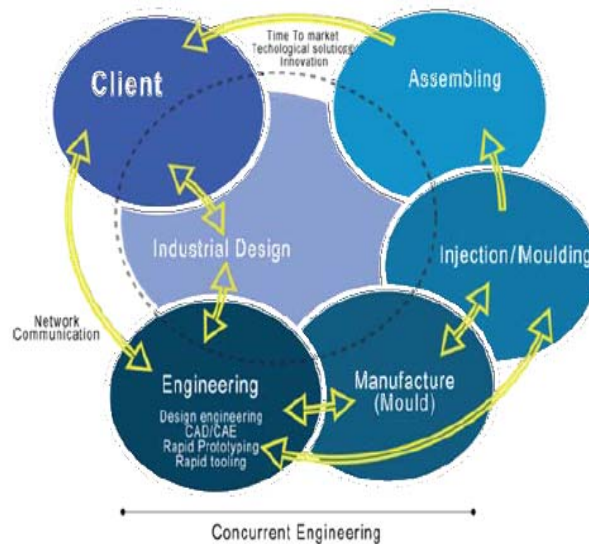 Time To market
Techological solutions
Innovation
Client
Assembling
Industrial Design
Injection/Moulding
Network
Communication
Engineering
Design engineering
CAD/CAE
Rapid Prototyping
Rapid tooling
Manufacture
(Mould)
Concurrent Engineering